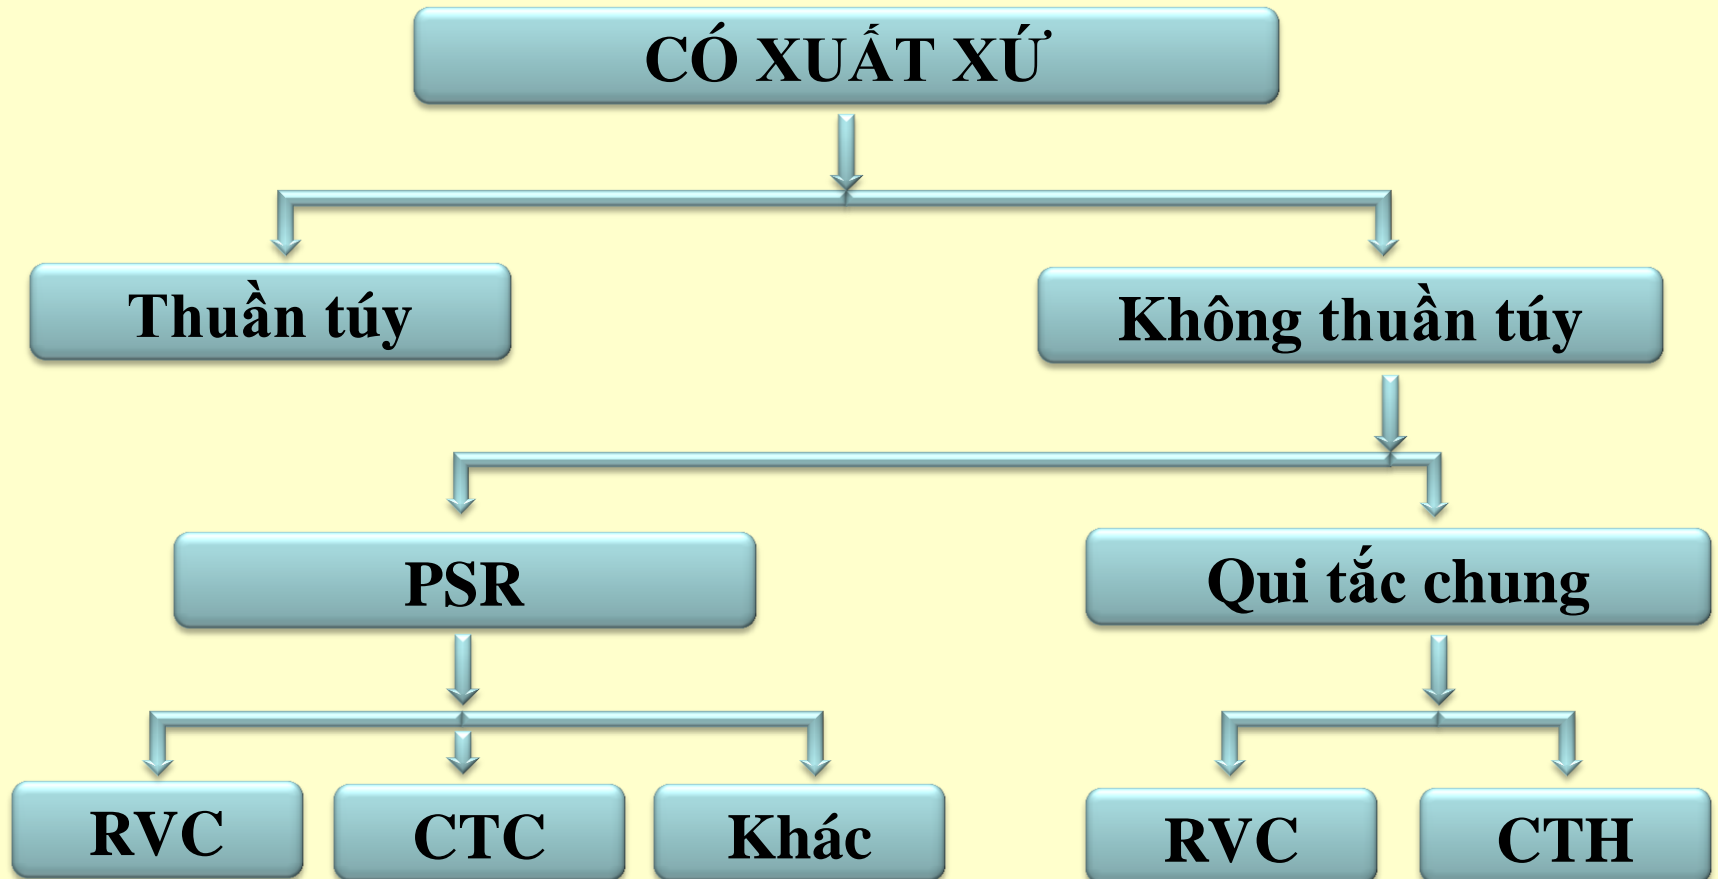 CÓ XUẤT XỨ
Thuần túy
Không thuần túy
PSR
Qui tắc chung
RVC
CTC
Khác
RVC
CTH